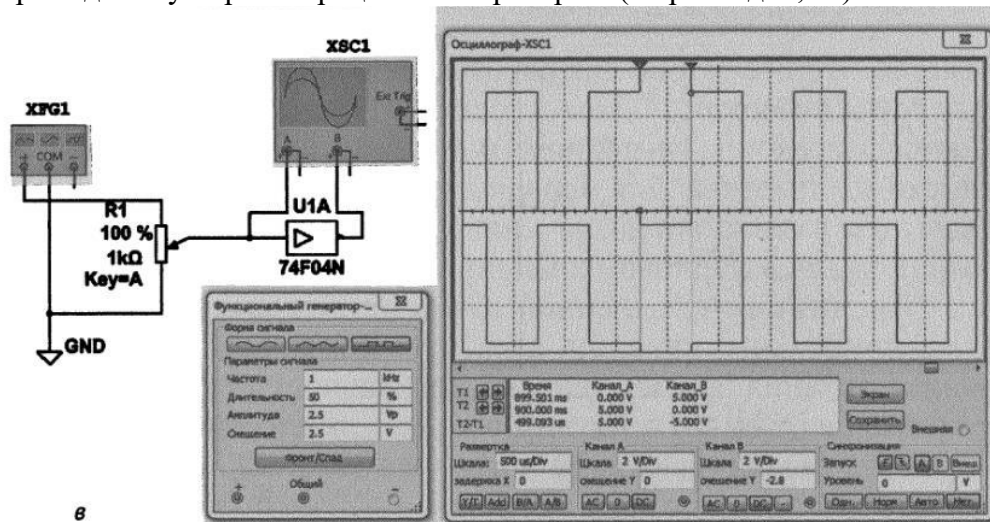 XSC1
Ext Trig
A
B
XFG1
COM
R1
100 %
1kΩ
Key=A
U1A
74F04N
GND
в
Функциональный генератор-...
Форма сигнала
Параметры сигнала
Частота 1 kHz
Длительность 50 %
Амплитуда 2.5 Vp
Смещение 2.5 V
Фронт/Спад
Общий
Осциллограф-XSC1
Время Канал_A Канал_B
T1 899.501 ms 0.000 V 5.000 V
T2 900.000 ms 5.000 V 0.000 V
T2-T1 499.093 us 5.000 V -5.000 V
Экран
Сохранить
Внешняя
Развертка
Шкала: 500 us/Div
задержка X 0
Y/T Add B/A A/B
Канал A
Шкала 2 V/Div
смещение Y 0
AC 0 DC
Канал B
Шкала 2 V/Div
смещение Y -2.8
AC 0 DC -
Синхронизация
Запуск A B Внеш
Уровень 0 V
Одн. Норм Авто Нет